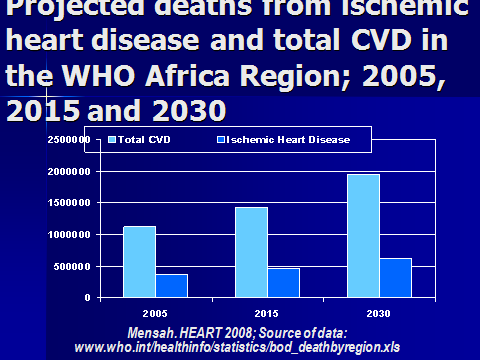 Projected deaths from ischemic
heart disease and total CVD in
the WHO Africa Region; 2005,
2015 and 2030
Total CVD Ischemic Heart Disease
2500000
2000000
1500000
1000000
500000
0
2005 2015 2030
Mensah. HEART 2008; Source of data:
www.who.int/healthinfo/statistics/bod_deathbyregion.xls